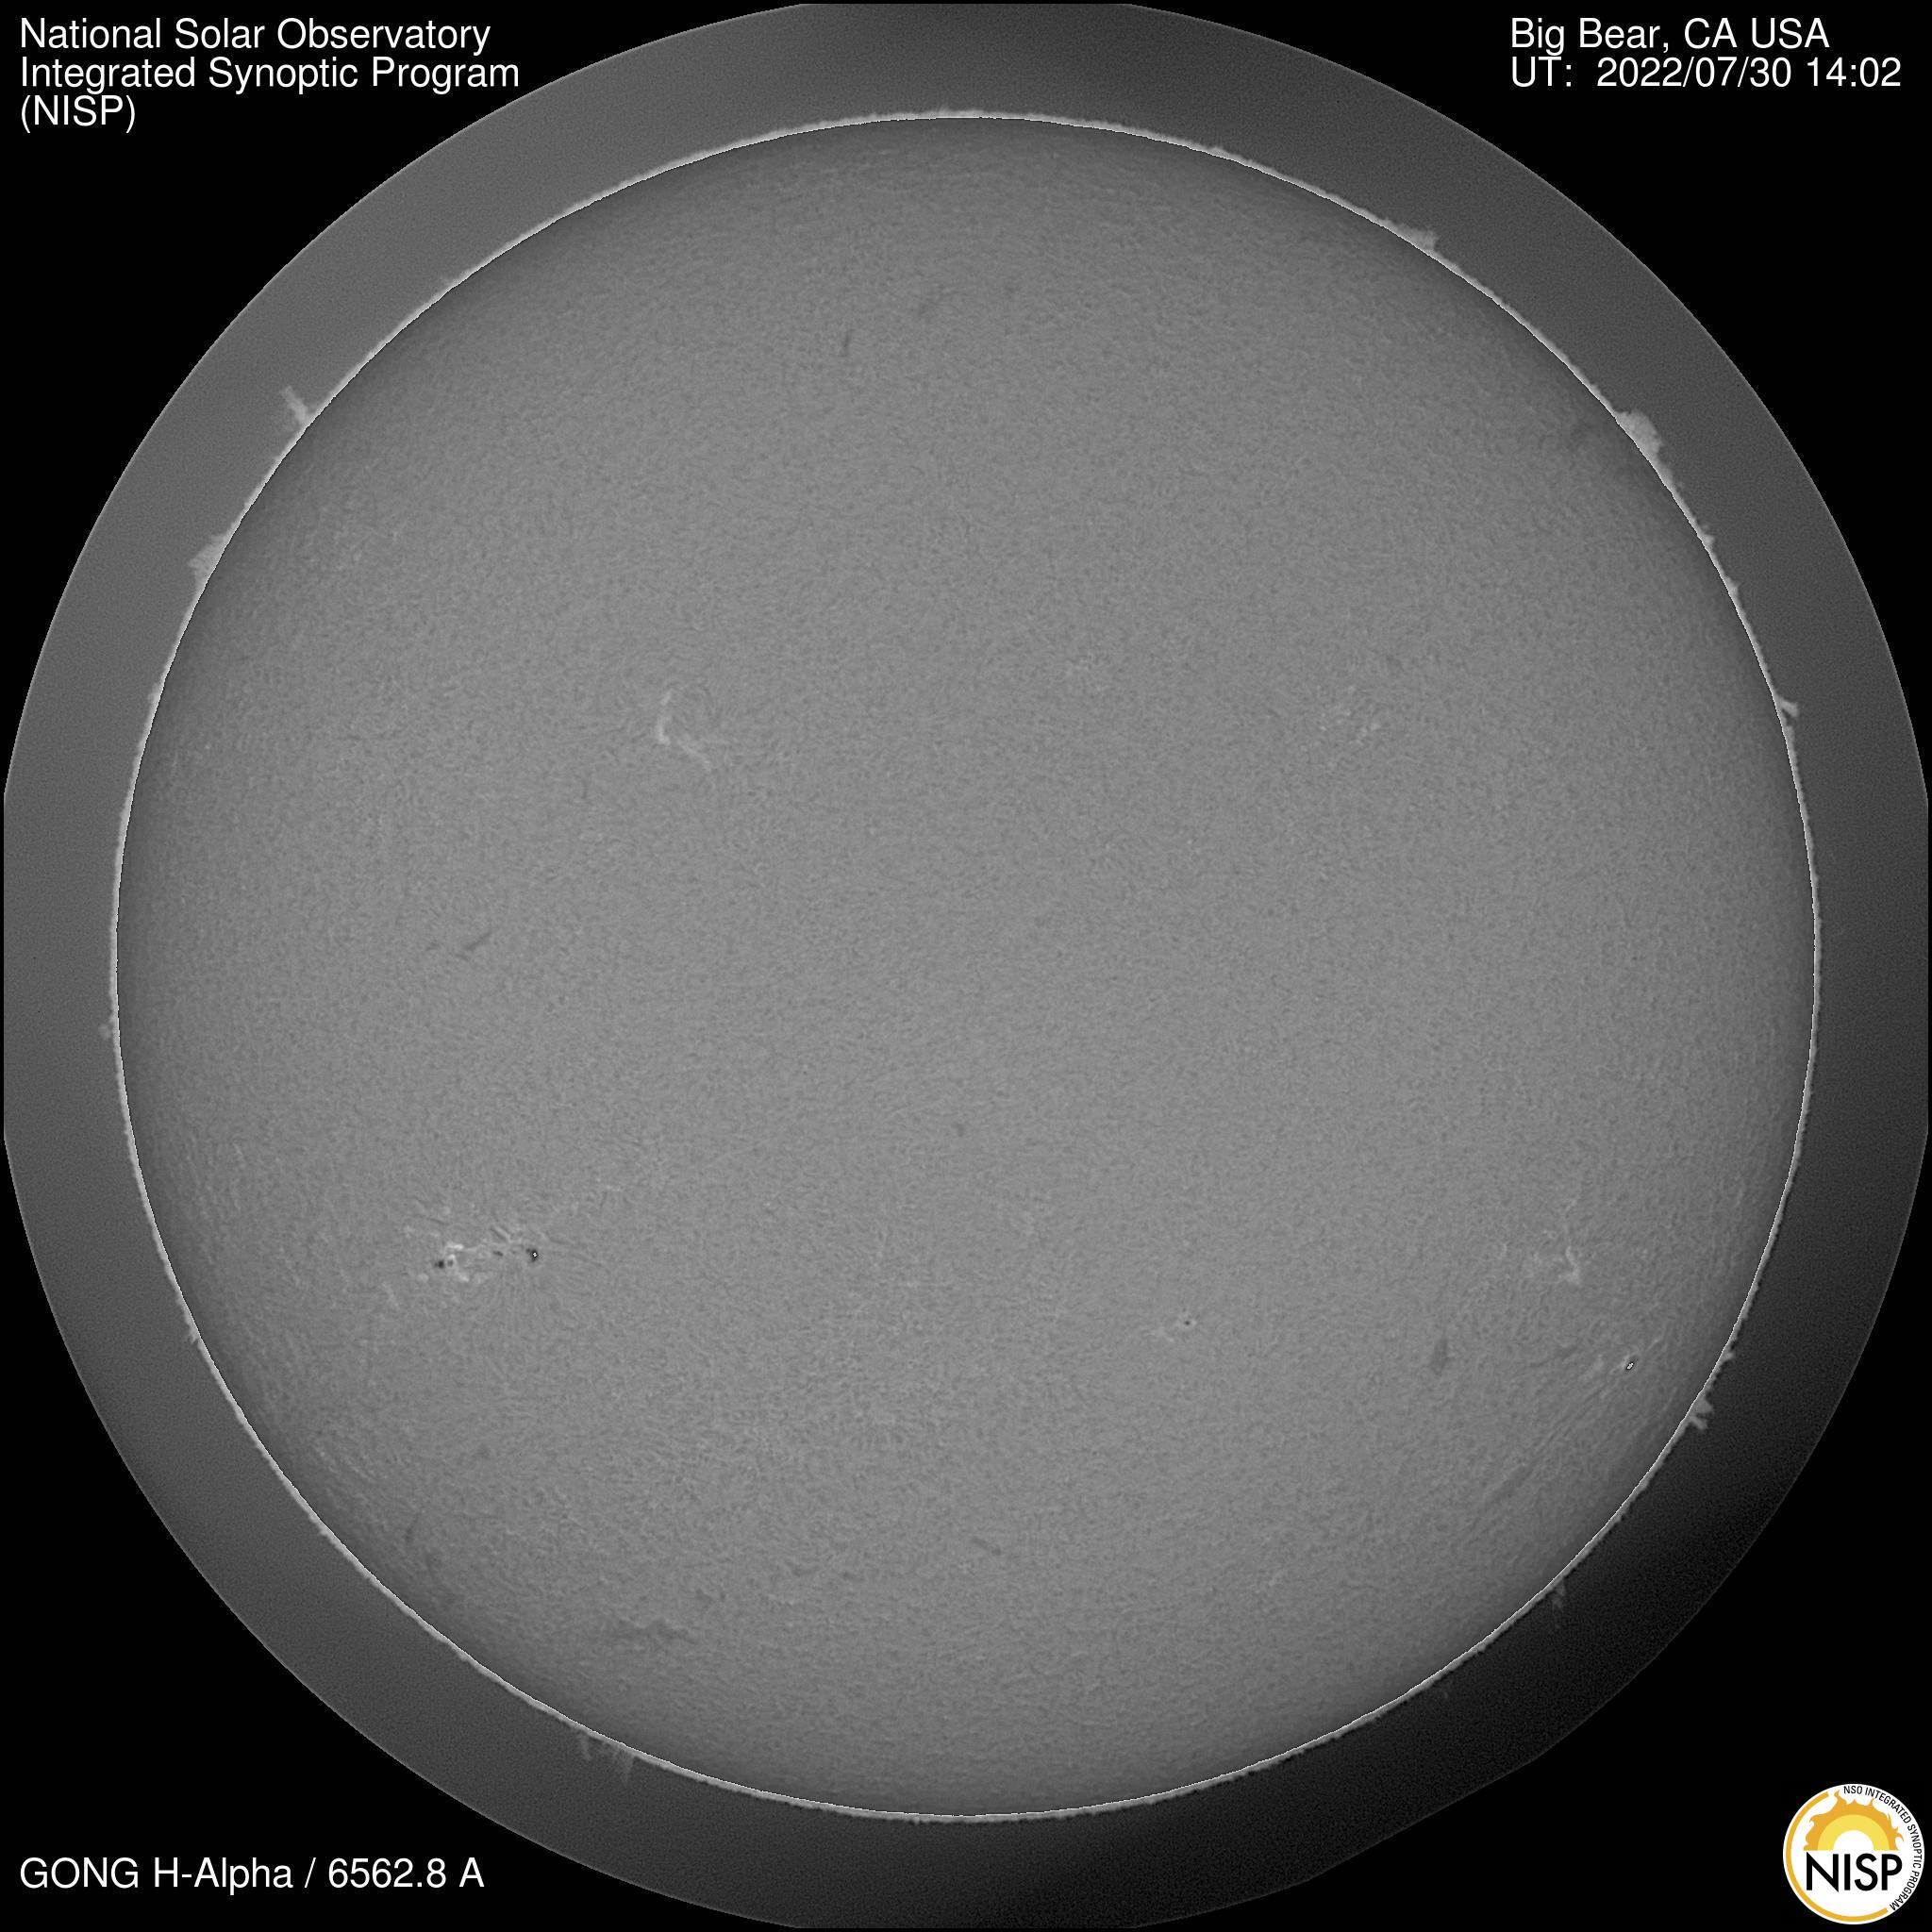 National Solar Observatory
Integrated Synoptic Program
(NISP)
Big Bear, CA USA
UT: 2022/07/30 14:02
GONG H-Alpha / 6562.8 A
NSO INTEGRATED SYNOPTIC PROGRAM
NISP